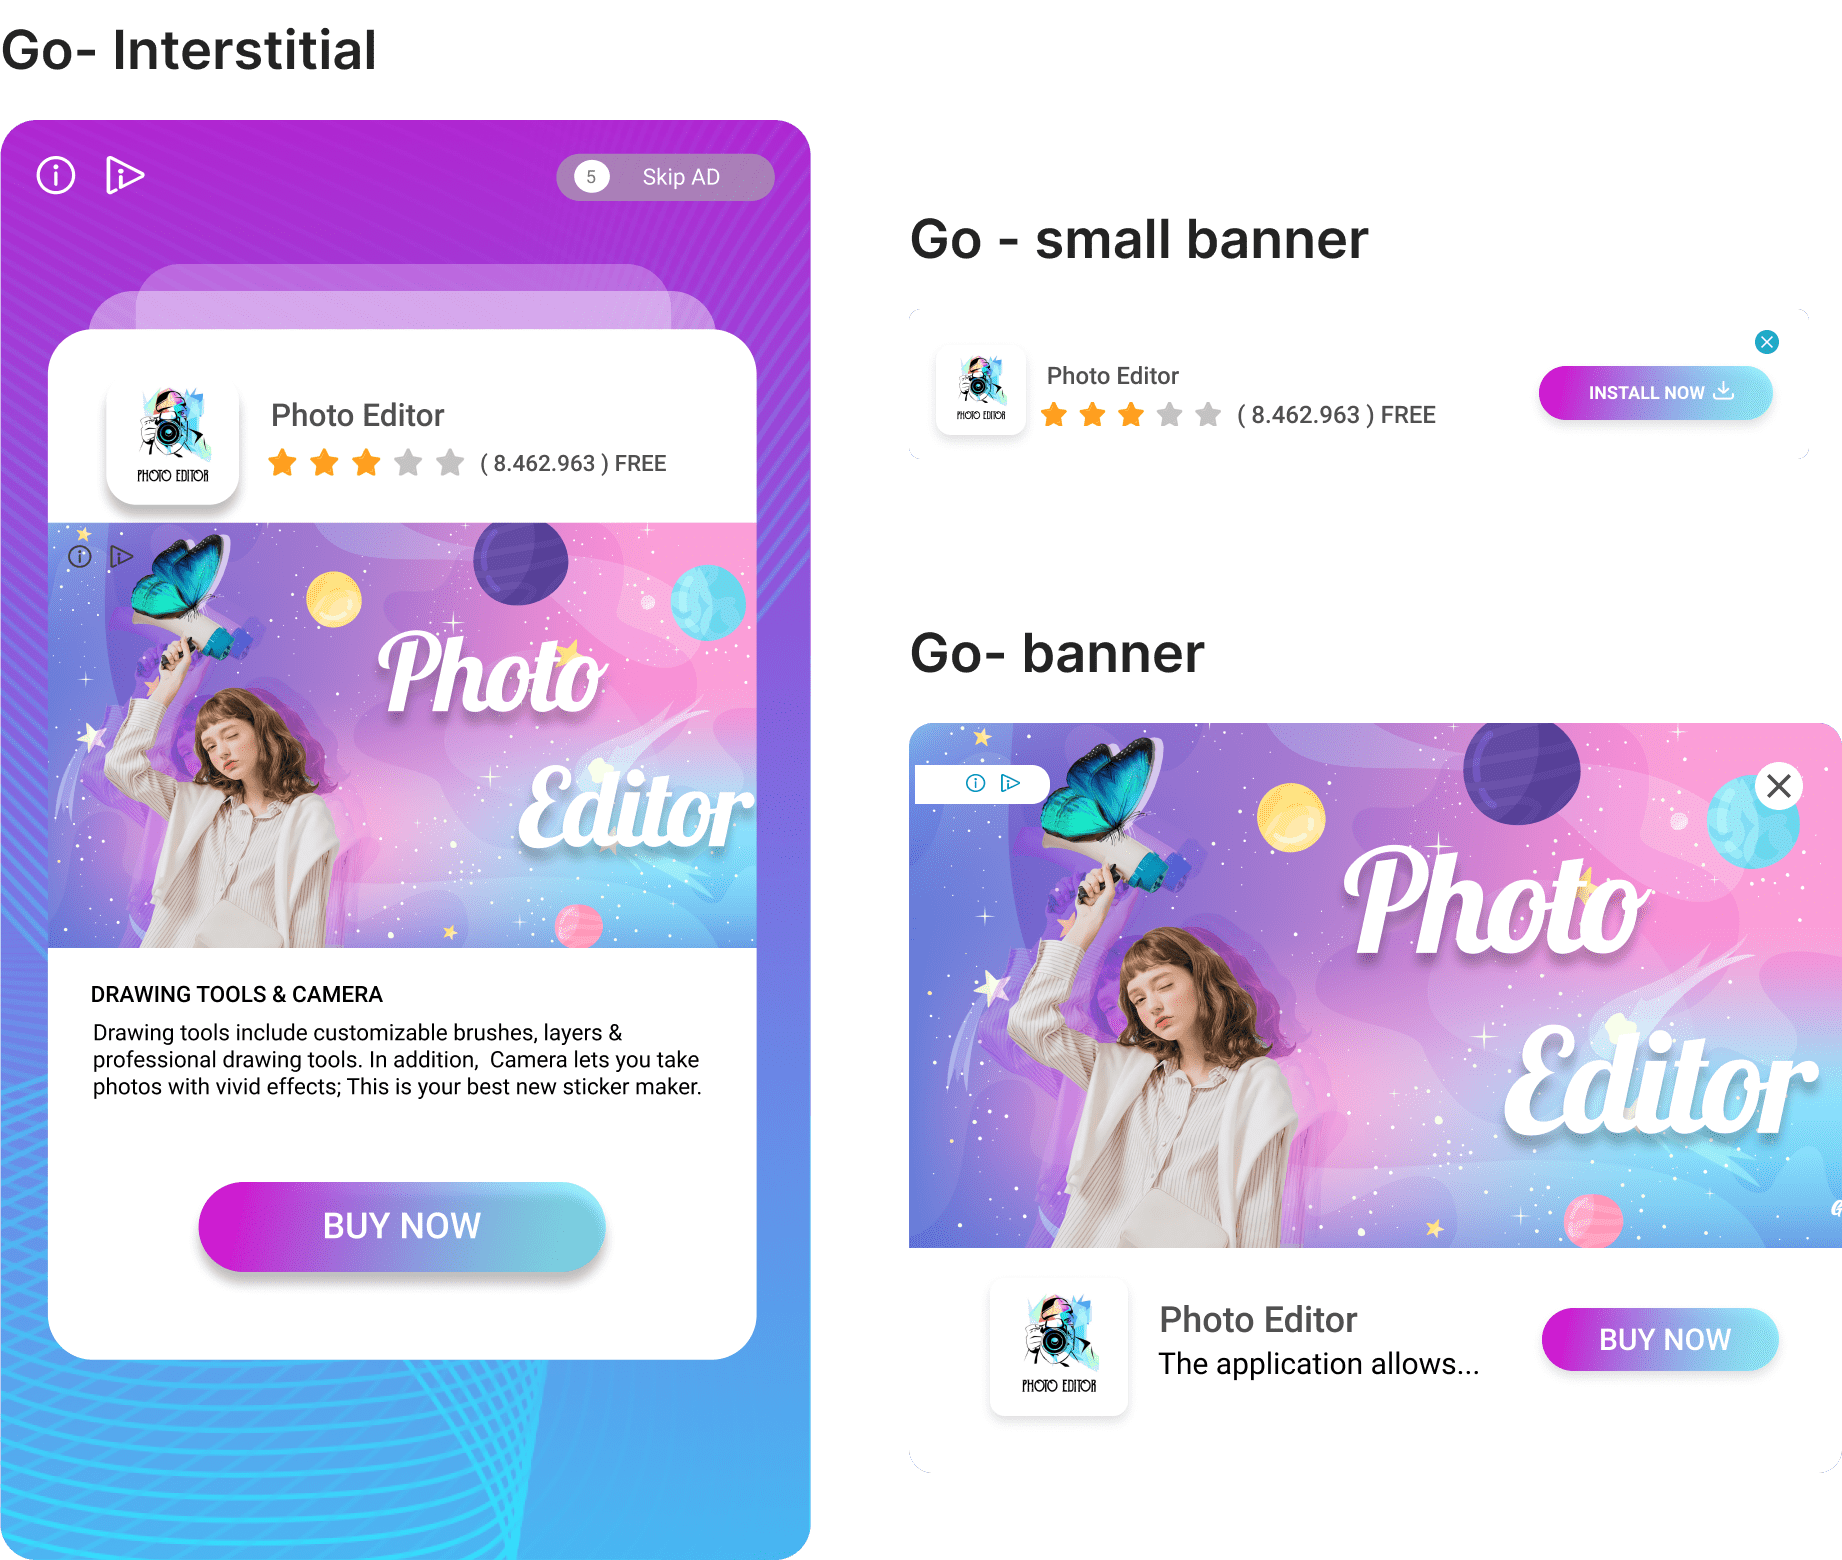 Go- Interstitial
5 Skip AD
Photo Editor
( 8.462.963 ) FREE
PHOTO EDITOR
Photo
Editor
DRAWING TOOLS & CAMERA
Drawing tools include customizable brushes, layers &
professional drawing tools. In addition, Camera lets you take
photos with vivid effects; This is your best new sticker maker.
BUY NOW
Go - small banner
Photo Editor
( 8.462.963 ) FREE
PHOTO EDITOR
INSTALL NOW
Go- banner
Photo
Editor
PHOTO EDITOR
Photo Editor
The application allows...
BUY NOW